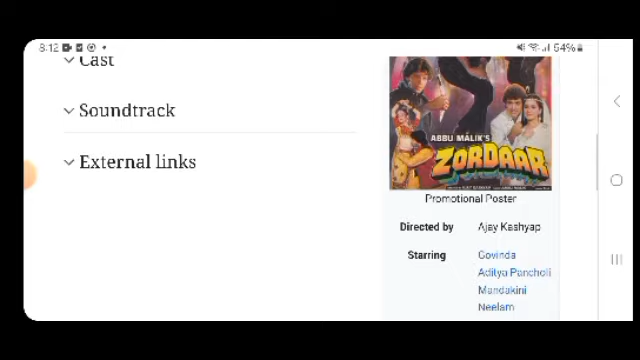 8:12
54%
Cast
Soundtrack
External links
ABBU MALIK'S
ZORDAAR
Promotional Poster
Directed by Ajay Kashyap
Starring Govinda
Aditya Pancholi
Mandakini
Neelam